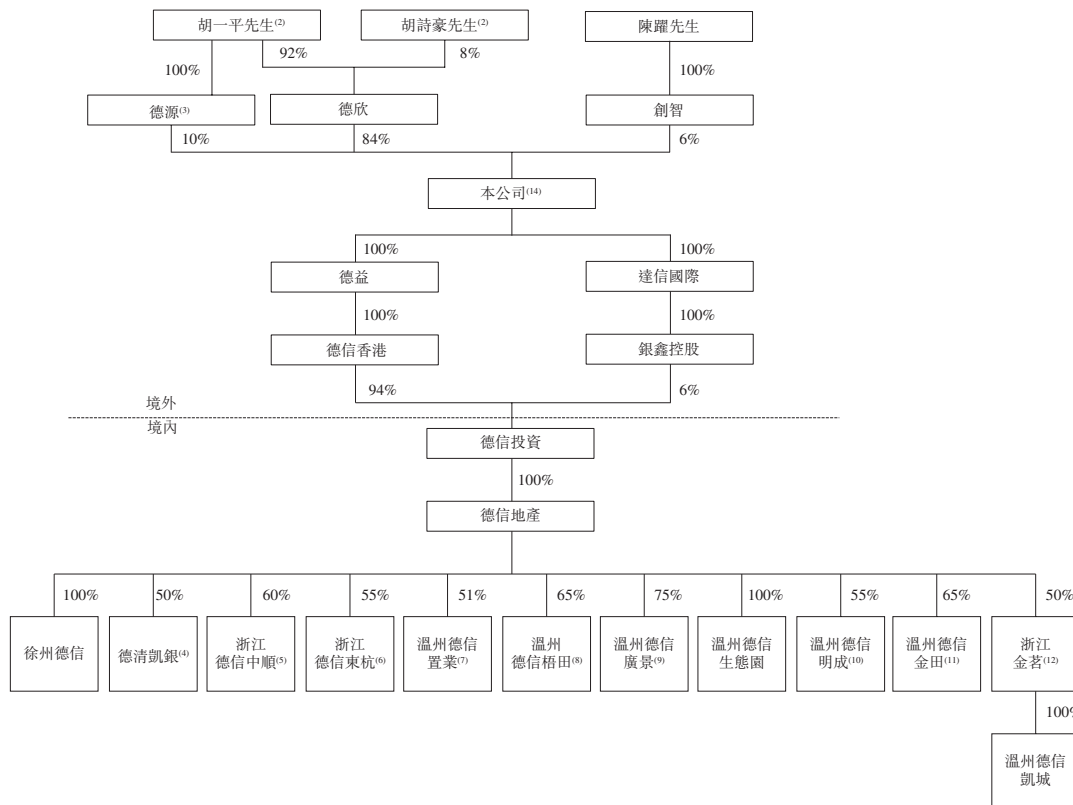 胡一平先生(2)
胡詩豪先生(2)
陳躍先生
100%
92%
8%
100%
德源(3)
德欣
創智
10%
84%
6%
本公司(14)
100%
100%
德益
達信國際
100%
100%
德信香港
銀鑫控股
94%
6%
境外
境內
德信投資
100%
德信地產
100%
50%
60%
55%
51%
65%
75%
100%
55%
65%
50%
徐州德信
德清凱銀(4)
浙江
德信中順(5)
浙江
德信東杭(6)
溫州德信
置業(7)
溫州
德信梧田(8)
溫州德信
廣景(9)
溫州德信
生態園
溫州德信
明成(10)
溫州德信
金田(11)
浙江
金茗(12)
100%
溫州德信
凱城